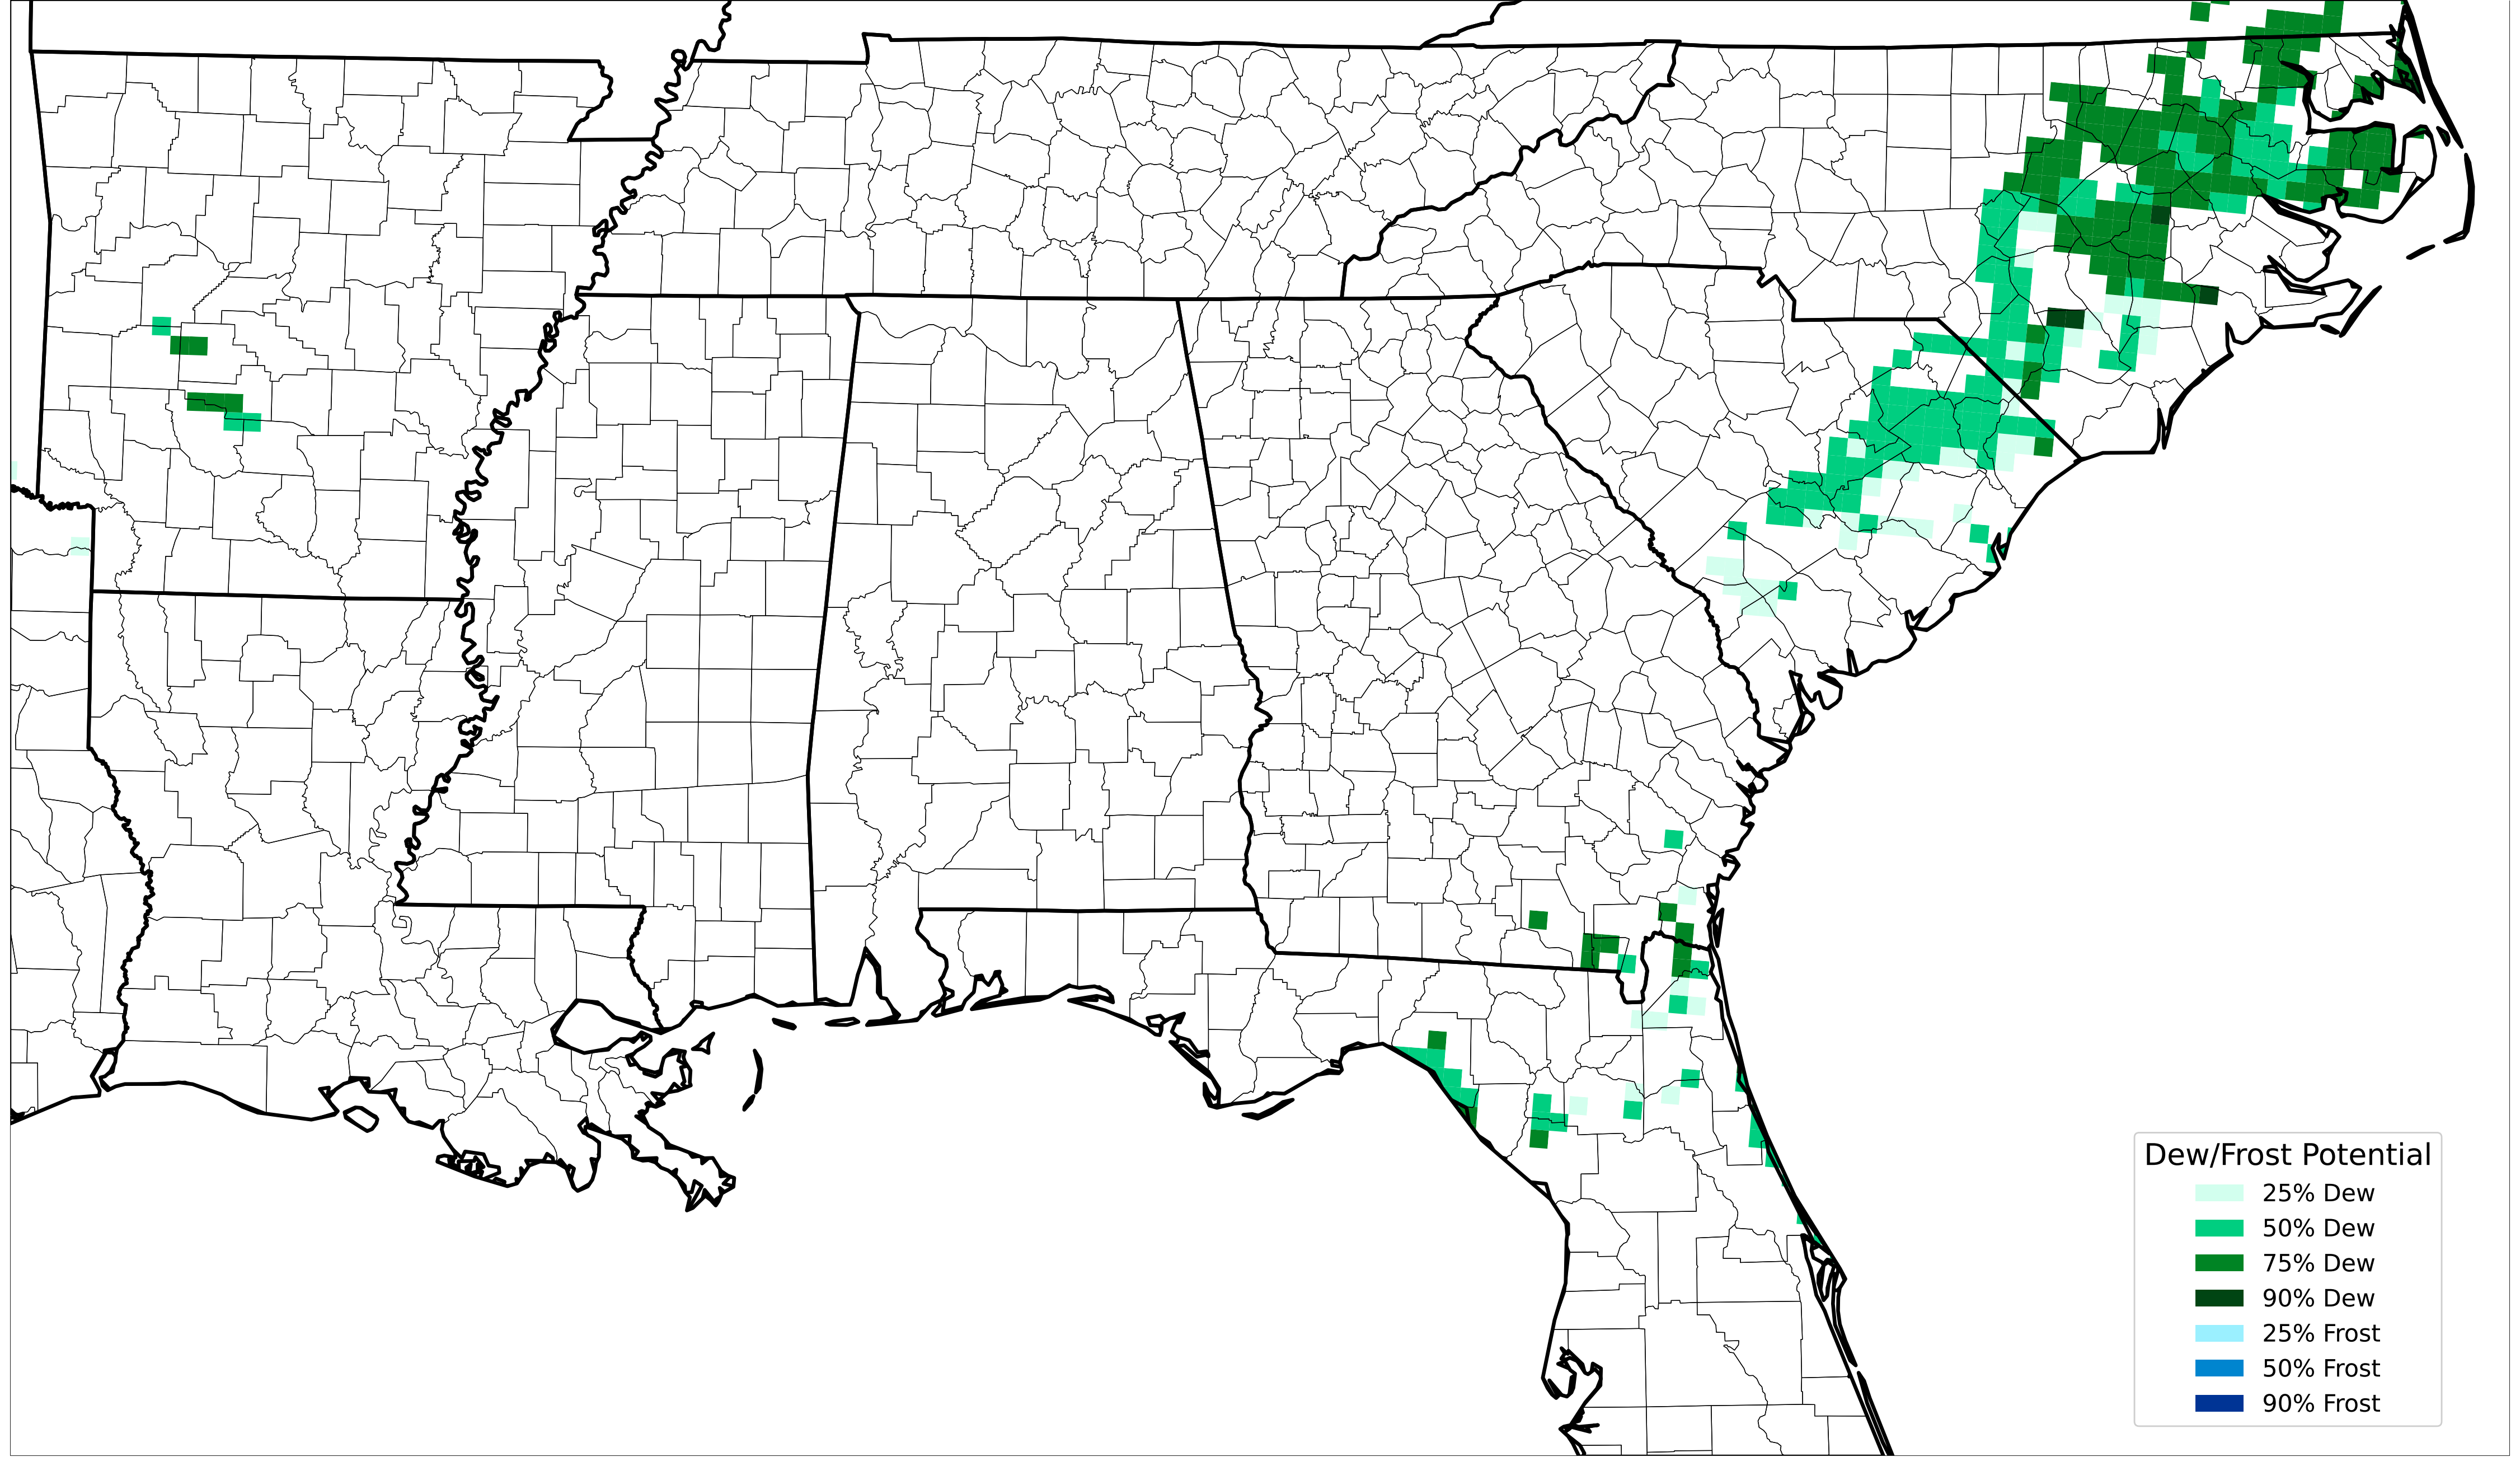 Dew/Frost Potential
25% Dew
50% Dew
75% Dew
90% Dew
25% Frost
50% Frost
90% Frost